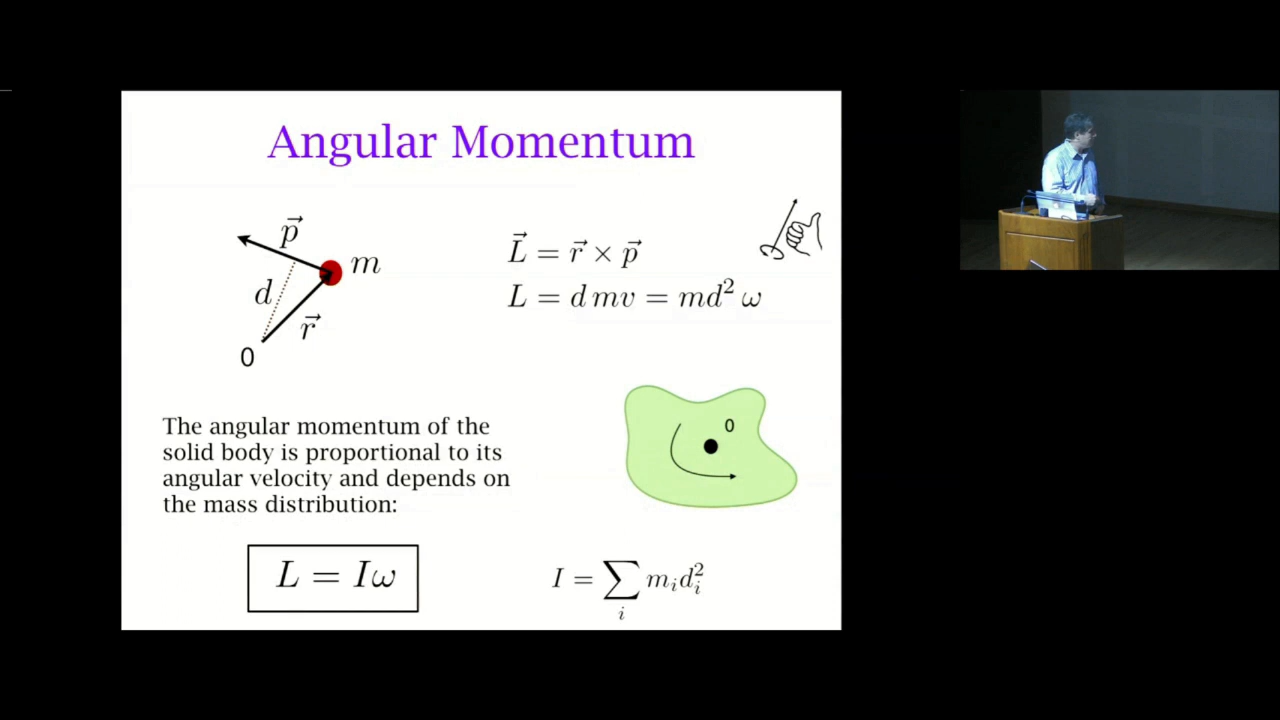 Angular Momentum
p⃗
m
d
r⃗
0
L⃗ = r⃗ × p⃗
L = d mv = md² ω
0
The angular momentum of the
solid body is proportional to its
angular velocity and depends on
the mass distribution:
L = Iω
I = ∑ᵢ mᵢdᵢ²